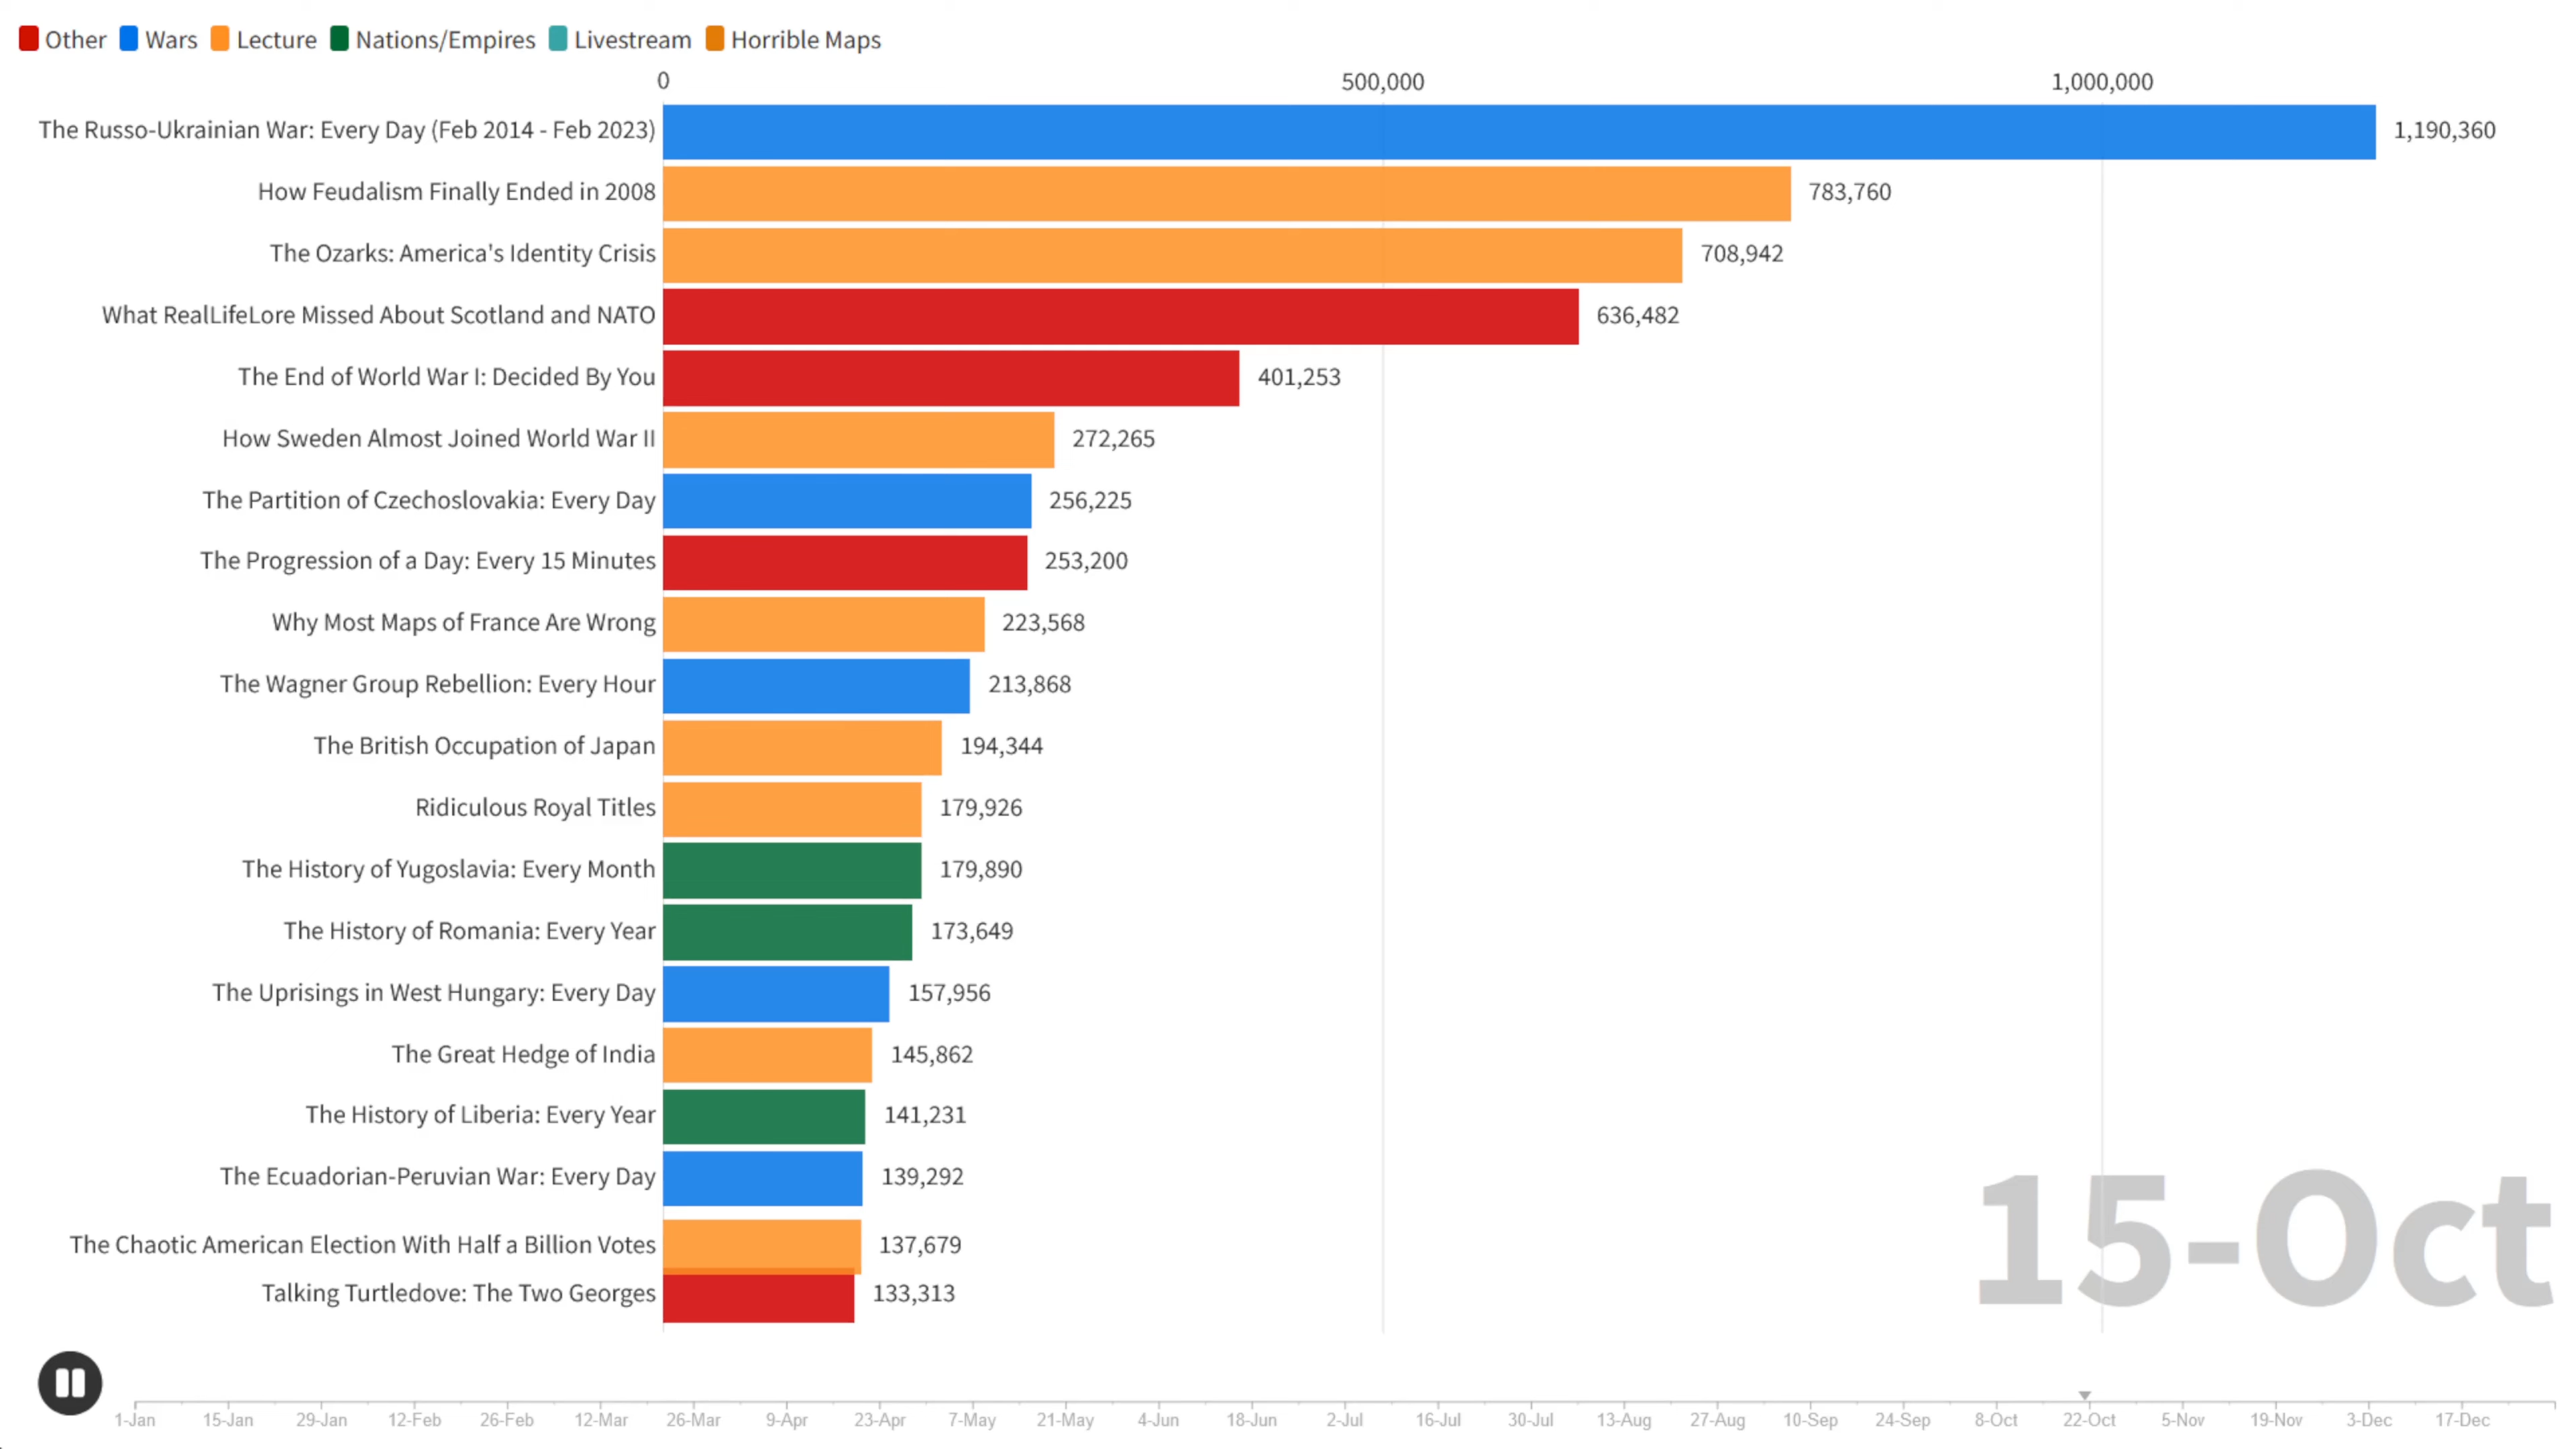 Other Wars Lecture Nations/Empires Livestream Horrible Maps
0 500,000 1,000,000
The Russo-Ukrainian War: Every Day (Feb 2014 - Feb 2023) 1,190,360
How Feudalism Finally Ended in 2008 783,760
The Ozarks: America's Identity Crisis 708,942
What RealLifeLore Missed About Scotland and NATO 636,482
The End of World War I: Decided By You 401,253
How Sweden Almost Joined World War II 272,265
The Partition of Czechoslovakia: Every Day 256,225
The Progression of a Day: Every 15 Minutes 253,200
Why Most Maps of France Are Wrong 223,568
The Wagner Group Rebellion: Every Hour 213,868
The British Occupation of Japan 194,344
Ridiculous Royal Titles 179,926
The History of Yugoslavia: Every Month 179,890
The History of Romania: Every Year 173,649
The Uprisings in West Hungary: Every Day 157,956
The Great Hedge of India 145,862
The History of Liberia: Every Year 141,231
The Ecuadorian-Peruvian War: Every Day 139,292
The Chaotic American Election With Half a Billion Votes 137,679
Talking Turtledove: The Two Georges 133,313
15-Oct
1-Jan 15-Jan 29-Jan 12-Feb 26-Feb 12-Mar 26-Mar 9-Apr 23-Apr 7-May 21-May 4-Jun 18-Jun 2-Jul 16-Jul 30-Jul 13-Aug 27-Aug 10-Sep 24-Sep 8-Oct 22-Oct 5-Nov 19-Nov 3-Dec 17-Dec